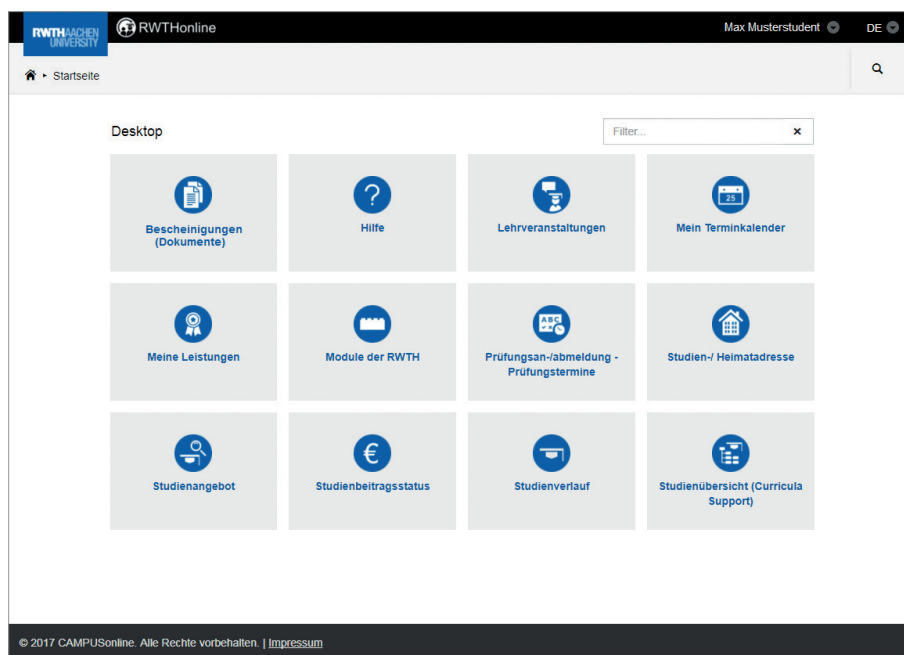 RWTHAACHEN
UNIVERSITY
RWTHonline
Max Musterstudent
DE
Startseite
Desktop
Filter...
Bescheinigungen
(Dokumente)
Hilfe
Lehrveranstaltungen
25
Mein Terminkalender
Meine Leistungen
Module der RWTH
ABC
Prüfungsan-/abmeldung -
Prüfungstermine
Studien-/ Heimatadresse
Studienangebot
€
Studienbeitragsstatus
Studienverlauf
Studienübersicht (Curricula
Support)
© 2017 CAMPUSonline. Alle Rechte vorbehalten. | Impressum